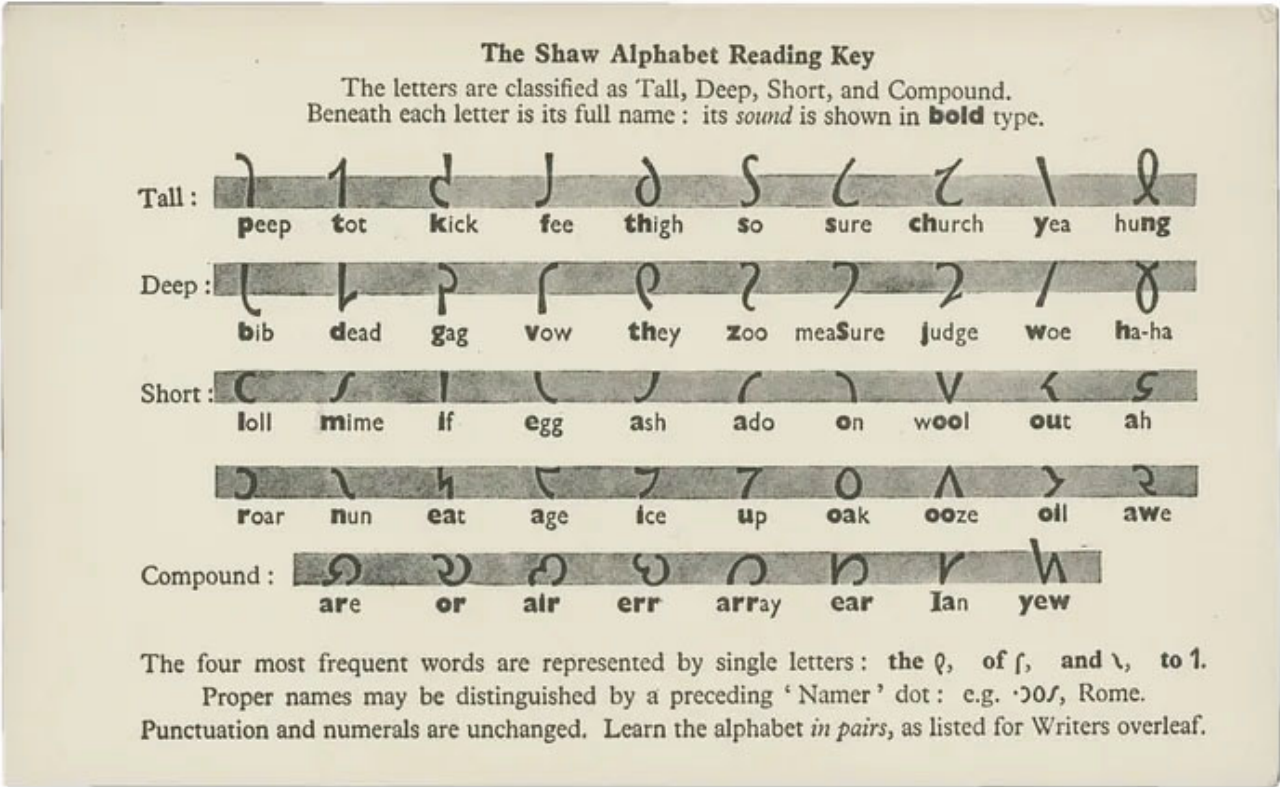 The Shaw Alphabet Reading Key
The letters are classified as Tall, Deep, Short, and Compound.
Beneath each letter is its full name : its sound is shown in bold type.
Tall : 𐑐 𐑑 𐑒 𐑓 𐑔 𐑕 𐑖 𐑗 𐑘 𐑙
peep tot kick fee thigh so sure church yea hung
Deep : 𐑚 𐑛 𐑜 𐑝 𐑞 𐑟 𐑠 𐑡 𐑢 𐑣
bib dead gag vow they zoo meaSure judge woe ha-ha
Short : 𐑤 𐑥 𐑦 𐑧 𐑨 𐑩 𐑪 𐑫 𐑬 𐑭
loll mime if egg ash ado on wool out ah
𐑮 𐑯 𐑰 𐑱 𐑲 𐑳 𐑴 𐑵 𐑶 𐑷
roar nun eat age ice up oak ooze oil awe
Compound : 𐑸 𐑹 𐑺 𐑻 𐑼 𐑽 𐑾 𐑿
are or air err array ear Ian yew
The four most frequent words are represented by single letters : the 𐑞, of 𐑝, and 𐑯, to 𐑑.
Proper names may be distinguished by a preceding ‘ Namer ’ dot : e.g. ·𐑮𐑴𐑥, Rome.
Punctuation and numerals are unchanged. Learn the alphabet in pairs, as listed for Writers overleaf.